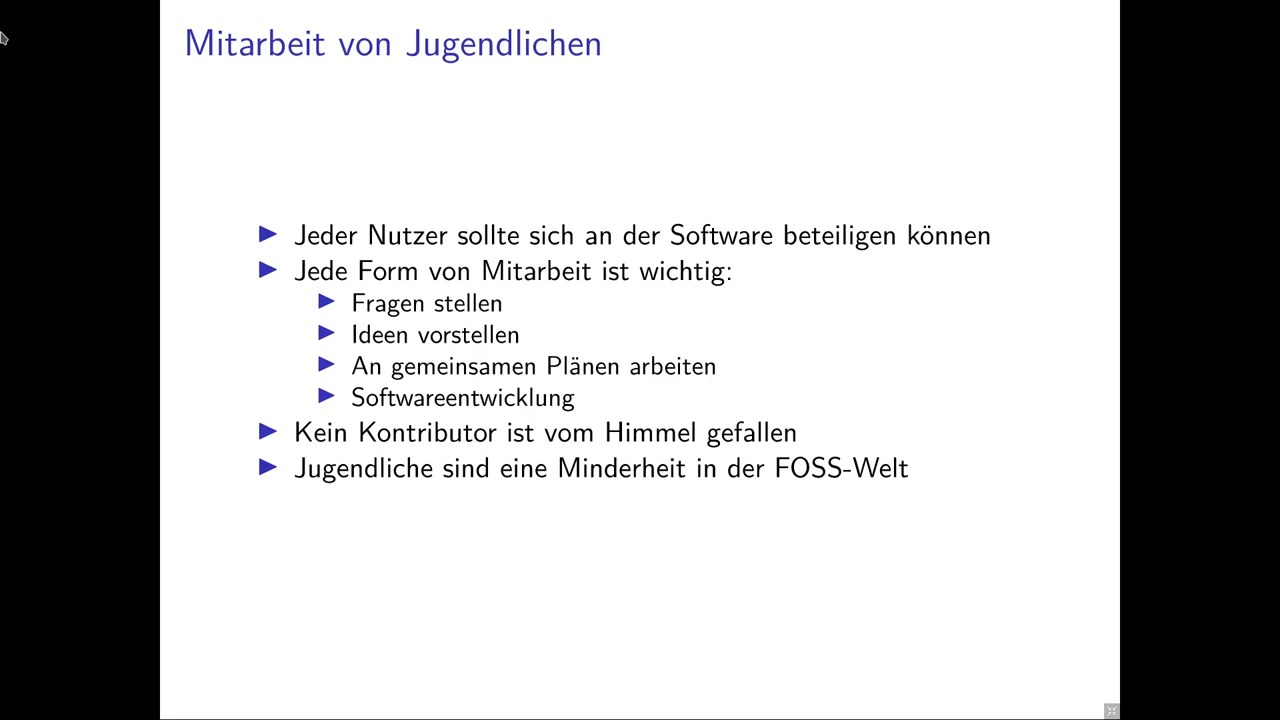 Mitarbeit von Jugendlichen
Jeder Nutzer sollte sich an der Software beteiligen können
Jede Form von Mitarbeit ist wichtig:
Fragen stellen
Ideen vorstellen
An gemeinsamen Plänen arbeiten
Softwareentwicklung
Kein Kontributor ist vom Himmel gefallen
Jugendliche sind eine Minderheit in der FOSS-Welt